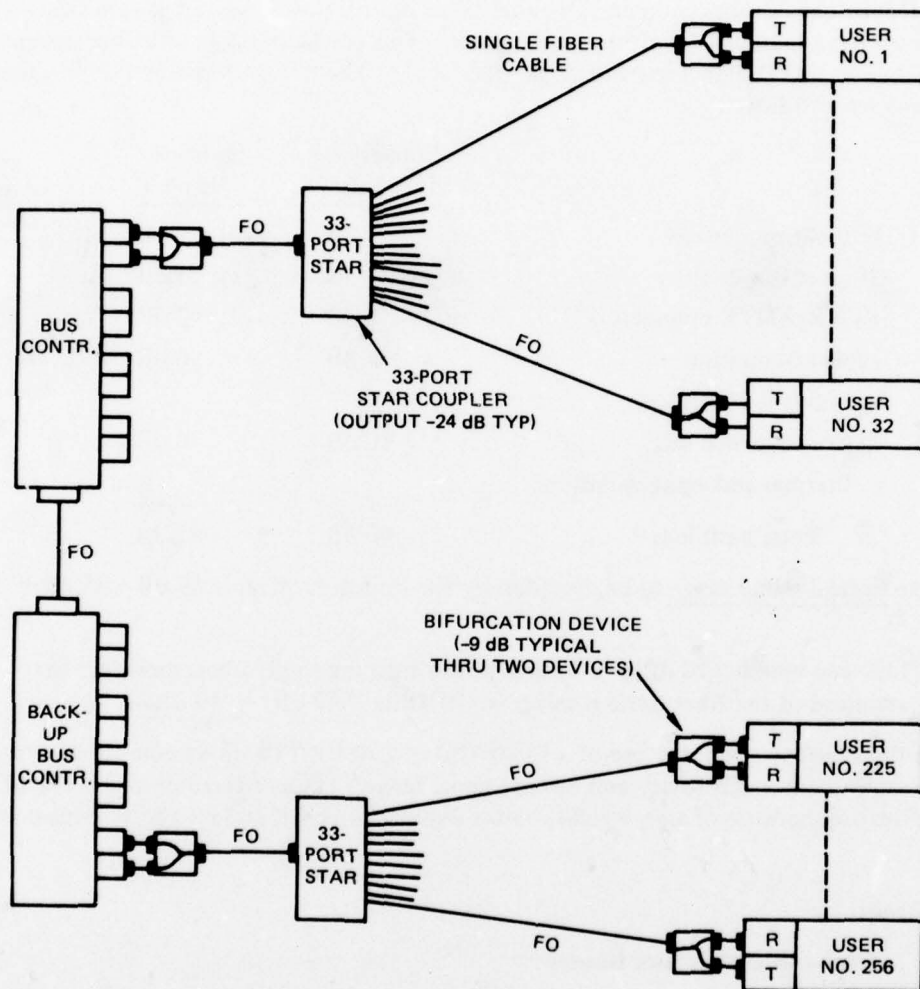 SINGLE FIBER
CABLE
T
R
USER
NO. 1
BUS
CONTR.
FO
33-
PORT
STAR
FO
33-PORT
STAR COUPLER
(OUTPUT -24 dB TYP)
T
R
USER
NO. 32
FO
BACK-
UP
BUS
CONTR.
BIFURCATION DEVICE
(-9 dB TYPICAL
THRU TWO DEVICES)
FO
T
R
USER
NO. 225
FO
33-
PORT
STAR
FO
R
T
USER
NO. 256